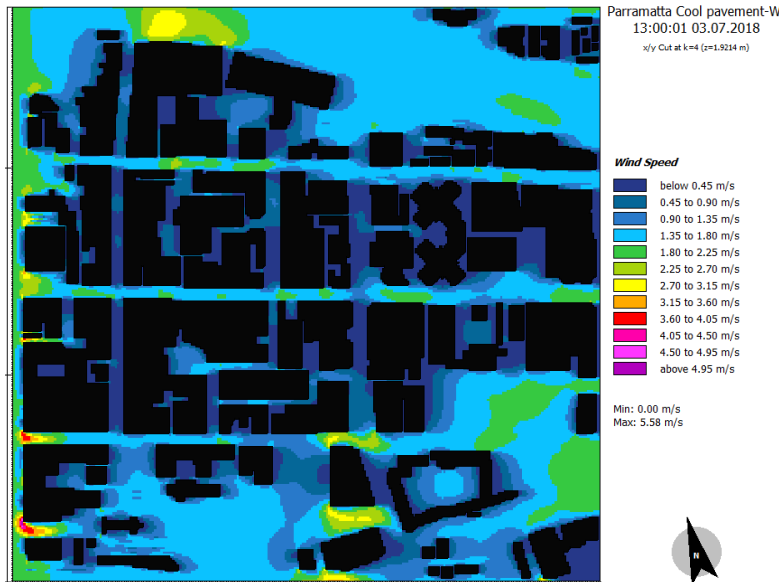 Parramatta Cool pavement-W
13:00:01 03.07.2018
x/y Cut at k=4 (z=1.9214 m)
Wind Speed
below 0.45 m/s
0.45 to 0.90 m/s
0.90 to 1.35 m/s
1.35 to 1.80 m/s
1.80 to 2.25 m/s
2.25 to 2.70 m/s
2.70 to 3.15 m/s
3.15 to 3.60 m/s
3.60 to 4.05 m/s
4.05 to 4.50 m/s
4.50 to 4.95 m/s
above 4.95 m/s
Min: 0.00 m/s
Max: 5.58 m/s
N